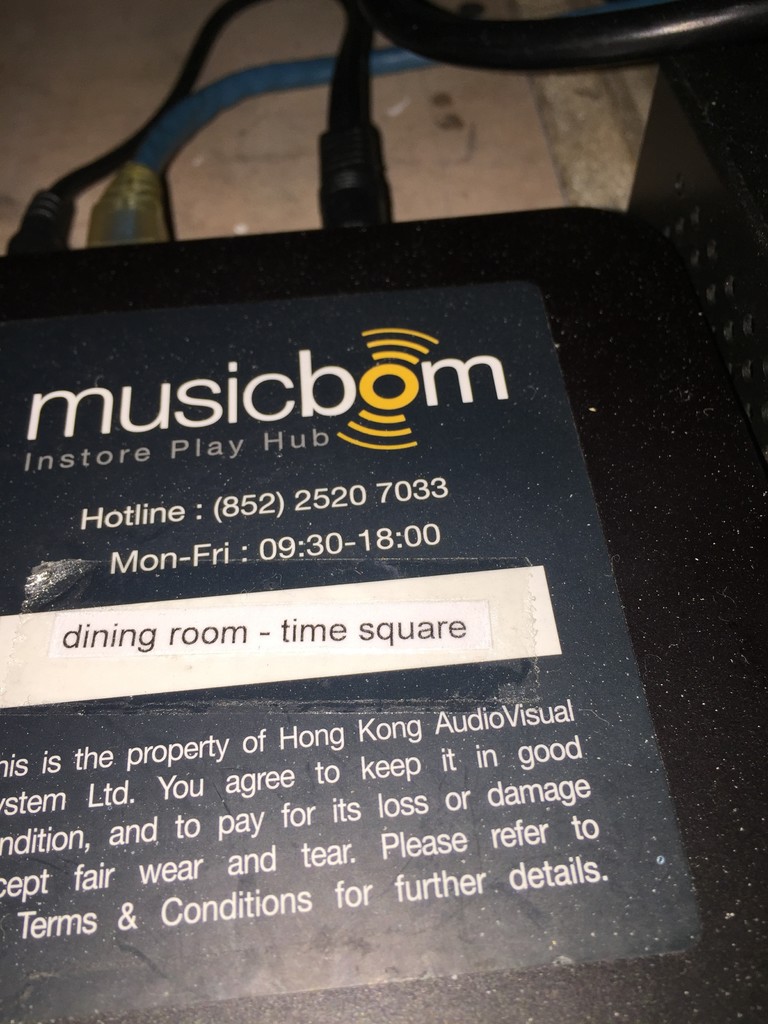 musicbom
Instore Play Hub
Hotline : (852) 2520 7033
Mon-Fri : 09:30-18:00
dining room - time square
his is the property of Hong Kong AudioVisual
ystem Ltd. You agree to keep it in good
ndition, and to pay for its loss or damage
cept fair wear and tear. Please refer to
Terms & Conditions for further details.